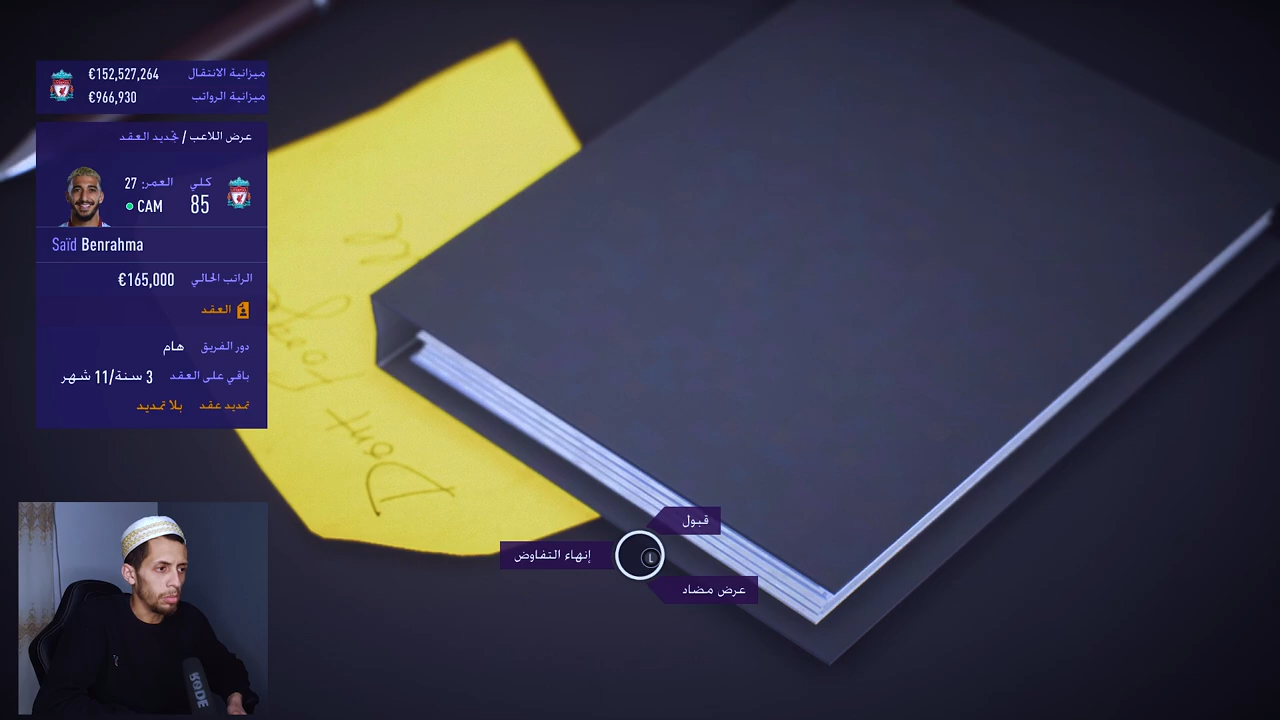 €152,527,264 ميزانية الانتقال
€966,930 ميزانية الرواتب
عرض اللاعب / تجديد العقد
كلي العمر: 27
85 CAM
Saïd Benrahma
الراتب الحالي €165,000
العقد
دور الفريق هام
باقي على العقد 3 سنة/11 شهر
تمديد عقد بلا تمديد
Dont
قبول
إنهاء التفاوض
L
عرض مضاد
RODE